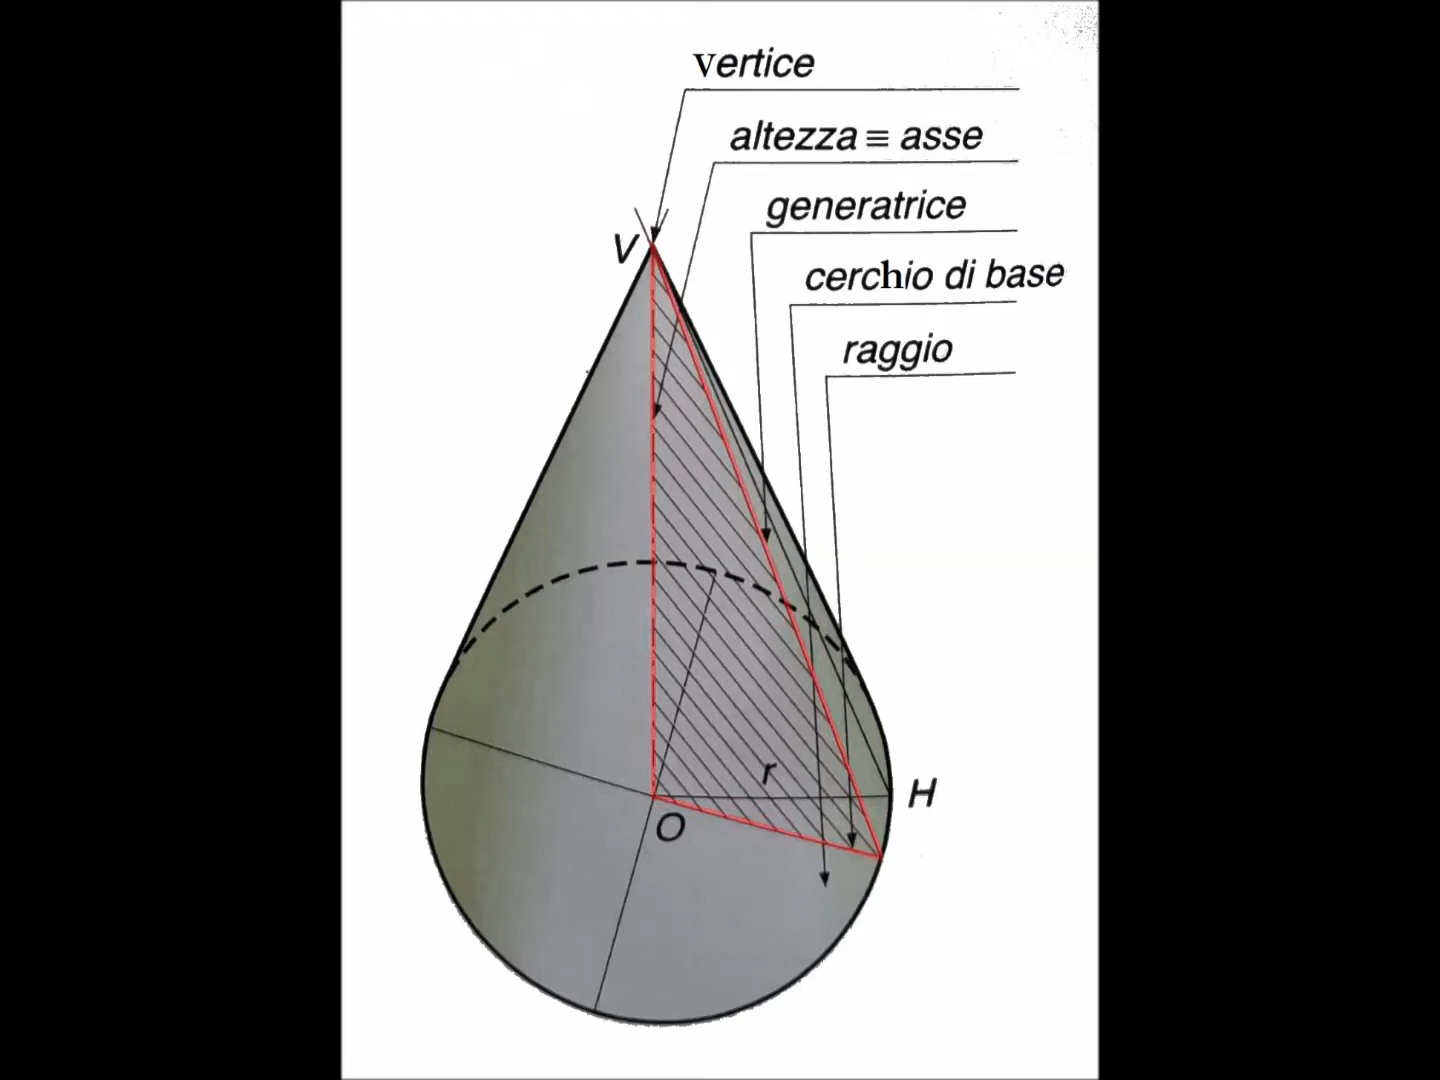 vertice
altezza ≡ asse
generatrice
cerchio di base
raggio
V
r
H
O